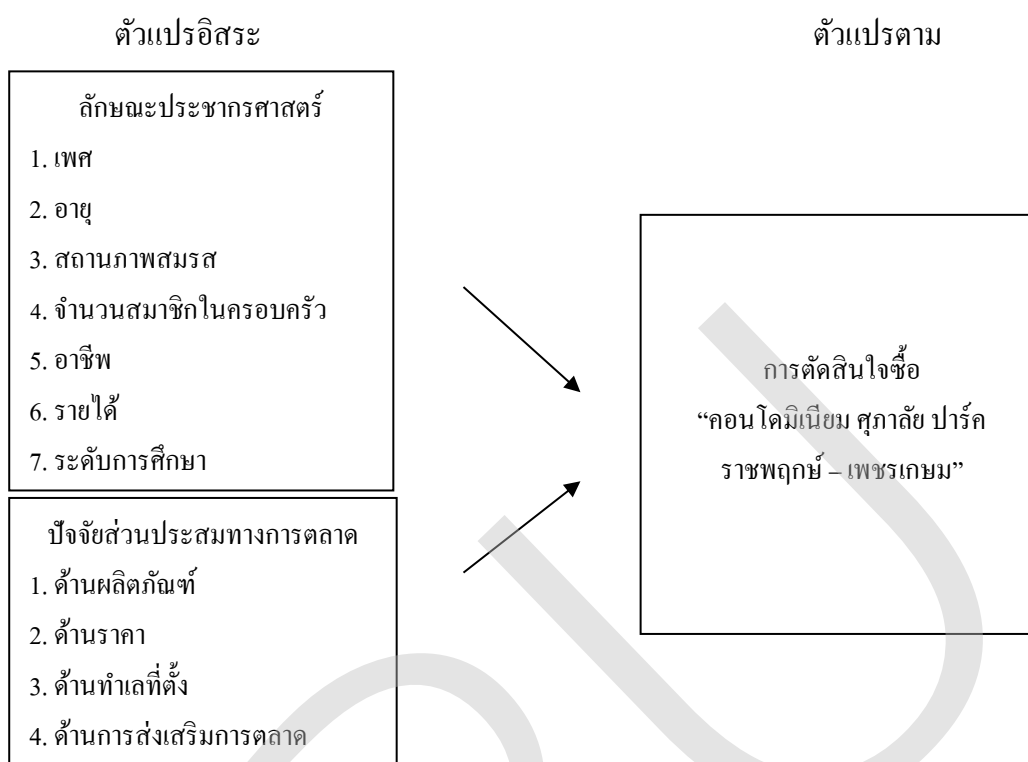 ตัวแปรอิสระ
ตัวแปรตาม
ลักษณะประชากรศาสตร์
1. เพศ
2. อายุ
3. สถานภาพสมรส
4. จำนวนสมาชิกในครอบครัว
5. อาชีพ
6. รายได้
7. ระดับการศึกษา
ปัจจัยส่วนประสมทางการตลาด
1. ด้านผลิตภัณฑ์
2. ด้านราคา
3. ด้านทำเลที่ตั้ง
4. ด้านการส่งเสริมการตลาด
การตัดสินใจซื้อ
“คอนโดมิเนียม ศุภาลัย ปาร์ค
ราชพฤกษ์ – เพชรเกษม”